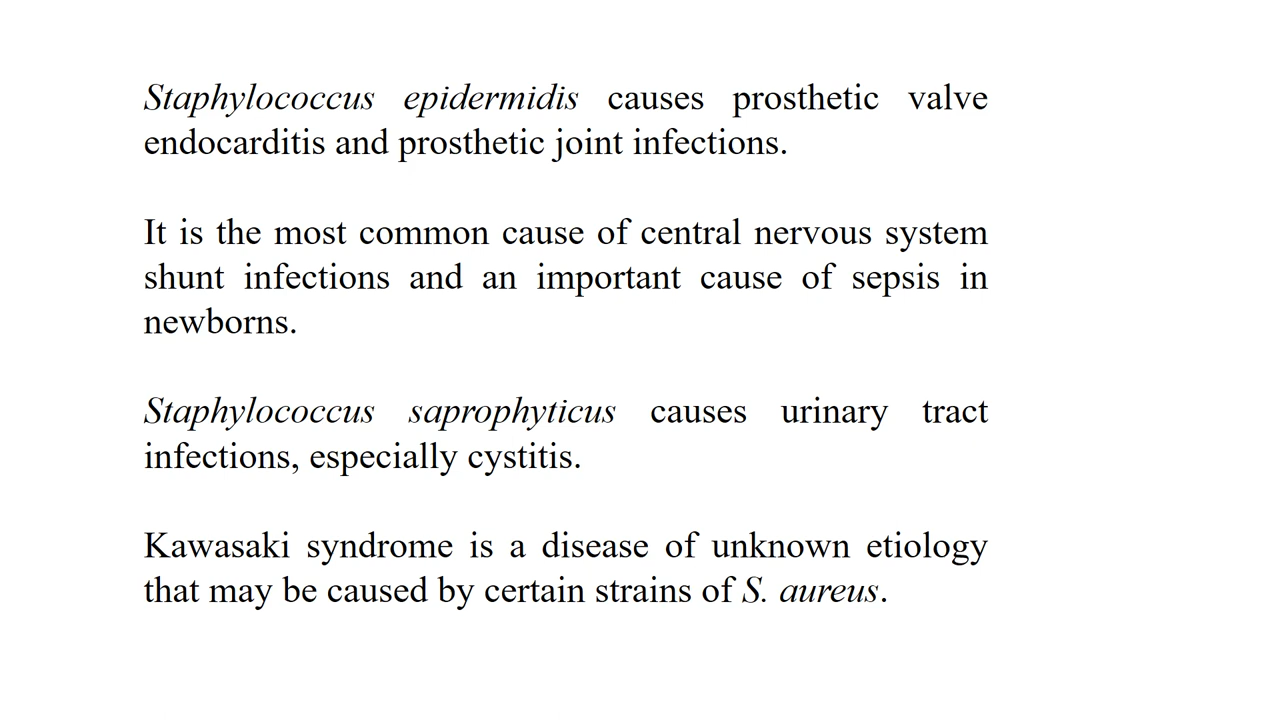 Staphylococcus epidermidis causes prosthetic valve
endocarditis and prosthetic joint infections.
It is the most common cause of central nervous system
shunt infections and an important cause of sepsis in
newborns.
Staphylococcus saprophyticus causes urinary tract
infections, especially cystitis.
Kawasaki syndrome is a disease of unknown etiology
that may be caused by certain strains of S. aureus.